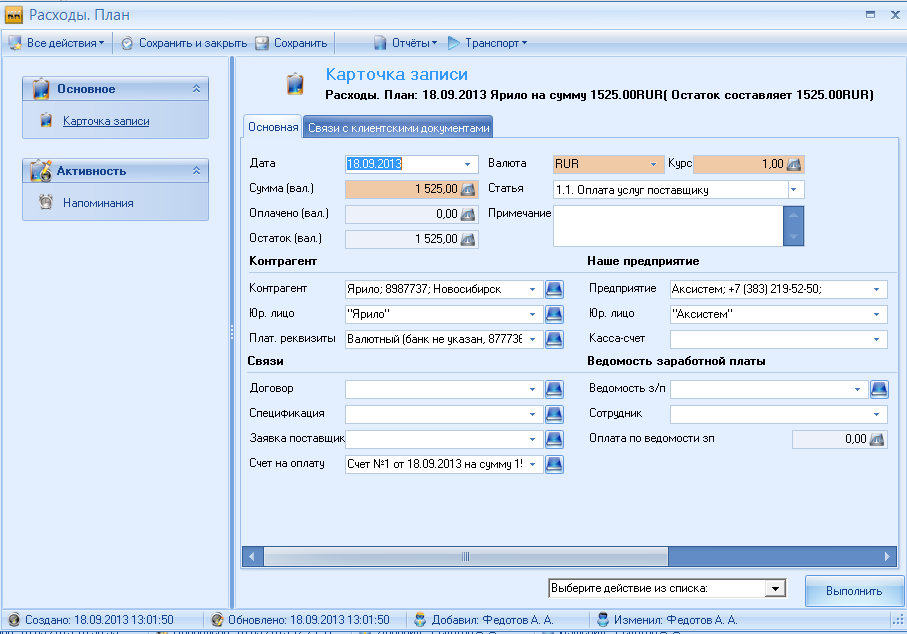 Расходы. План
Все действия Сохранить и закрыть Сохранить Отчёты Транспорт
Основное
Карточка записи
Активность
Напоминания
Карточка записи
Расходы. План: 18.09.2013 Ярило на сумму 1525.00RUR( Остаток составляет 1525.00RUR)
Основная Связи с клиентскими документами
Дата 18.09.2013 Валюта RUR Курс 1,00
Сумма (вал.) 1 525,00 Статья 1.1. Оплата услуг поставщику
Оплачено (вал.) 0,00 Примечание
Остаток (вал.) 1 525,00
Контрагент Наше предприятие
Контрагент Ярило; 8987737; Новосибирск Предприятие Аксистем; +7 (383) 219-52-50;
Юр. лицо "Ярило" Юр. лицо "Аксистем"
Плат. реквизиты Валютный (банк не указан, 877736 Касса-счет
Связи Ведомость заработной платы
Договор Ведомость з/п
Спецификация Сотрудник
Заявка поставщик Оплата по ведомости зп 0,00
Счет на оплату Счет №1 от 18.09.2013 на сумму 15
Выберите действие из списка: Выполнить
Создано: 18.09.2013 13:01:50 Обновлено: 18.09.2013 13:01:50 Добавил: Федотов А. А. Изменил: Федотов А. А.